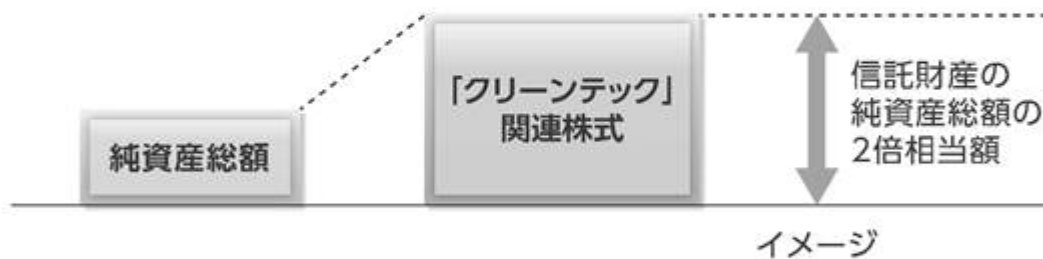 純資産総額
「クリーンテック」
関連株式
信託財産の
純資産総額の
2倍相当額
イメージ